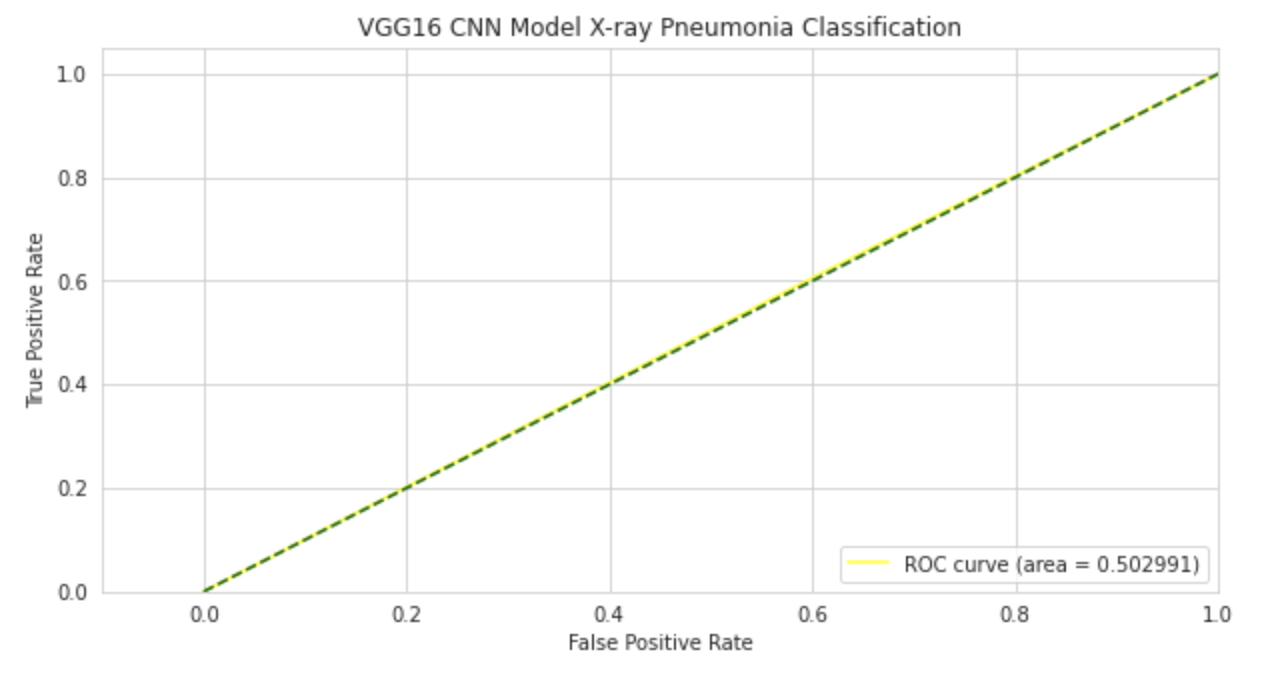 VGG16 CNN Model X-ray Pneumonia Classification
True Positive Rate
1.0
0.8
0.6
0.4
0.2
0.0
ROC curve (area = 0.502991)
0.0 0.2 0.4 0.6 0.8 1.0
False Positive Rate